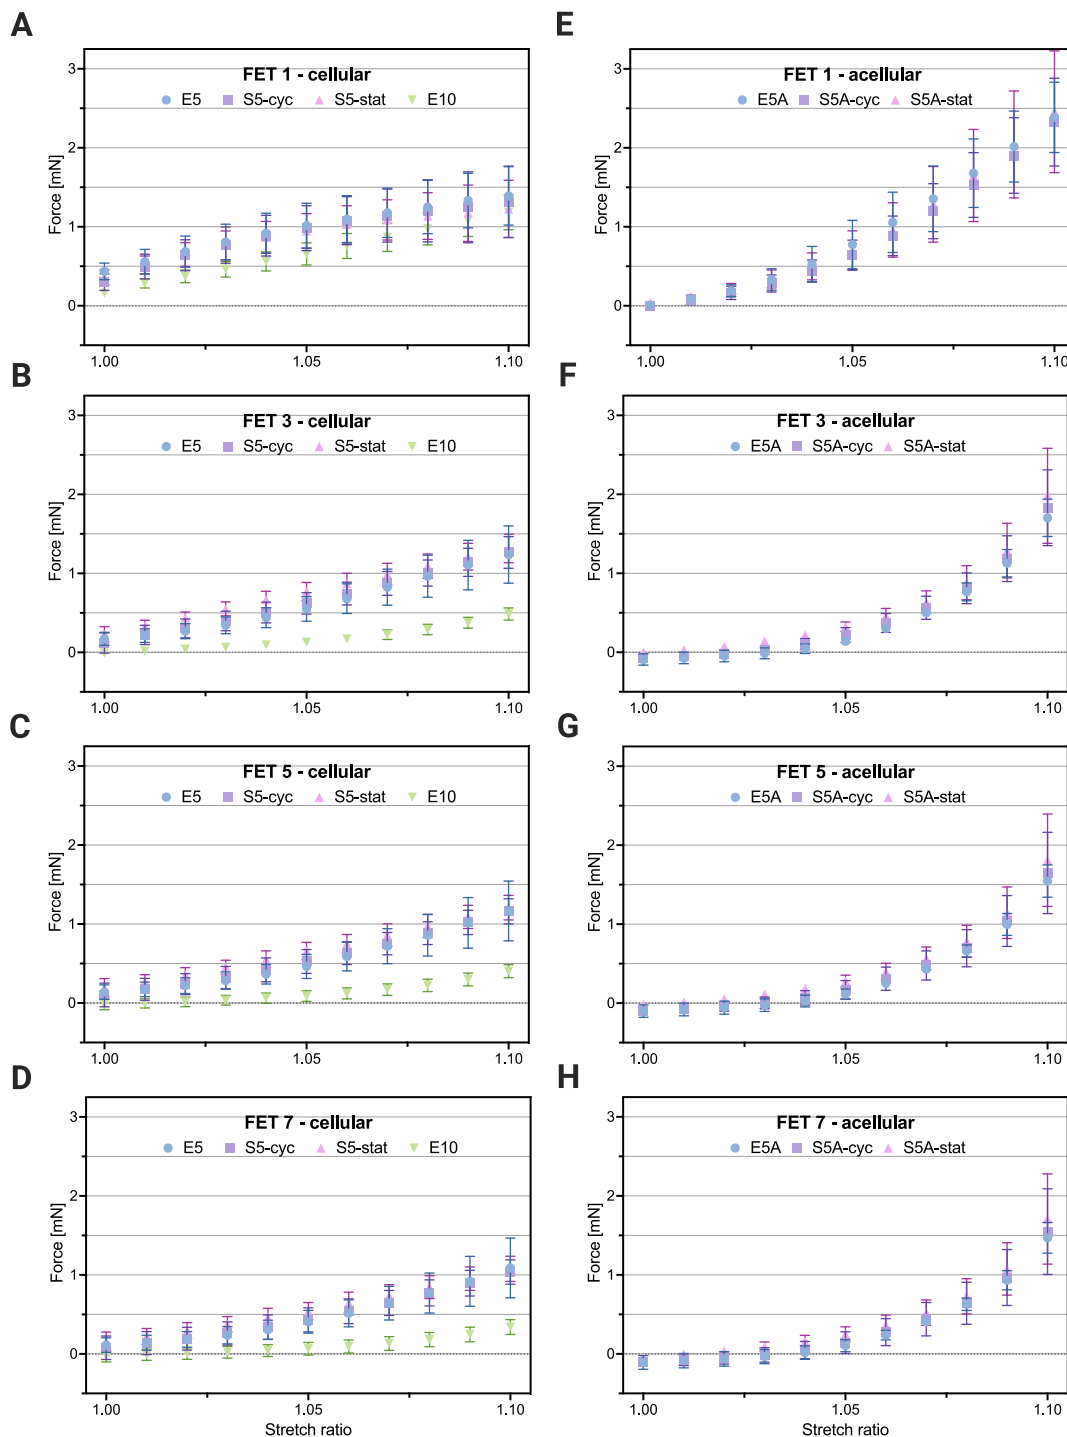 A
FET 1 - cellular
E5 S5-cyc S5-stat E10
Force [mN]
3
2
1
0
1.00 1.05 1.10
E
FET 1 - acellular
E5A S5A-cyc S5A-stat
Force [mN]
3
2
1
0
1.00 1.05 1.10
B
FET 3 - cellular
E5 S5-cyc S5-stat E10
Force [mN]
3
2
1
0
1.00 1.05 1.10
F
FET 3 - acellular
E5A S5A-cyc S5A-stat
Force [mN]
3
2
1
0
1.00 1.05 1.10
C
FET 5 - cellular
E5 S5-cyc S5-stat E10
Force [mN]
3
2
1
0
1.00 1.05 1.10
G
FET 5 - acellular
E5A S5A-cyc S5A-stat
Force [mN]
3
2
1
0
1.00 1.05 1.10
D
FET 7 - cellular
E5 S5-cyc S5-stat E10
Force [mN]
3
2
1
0
1.00 1.05 1.10
Stretch ratio
H
FET 7 - acellular
E5A S5A-cyc S5A-stat
Force [mN]
3
2
1
0
1.00 1.05 1.10
Stretch ratio